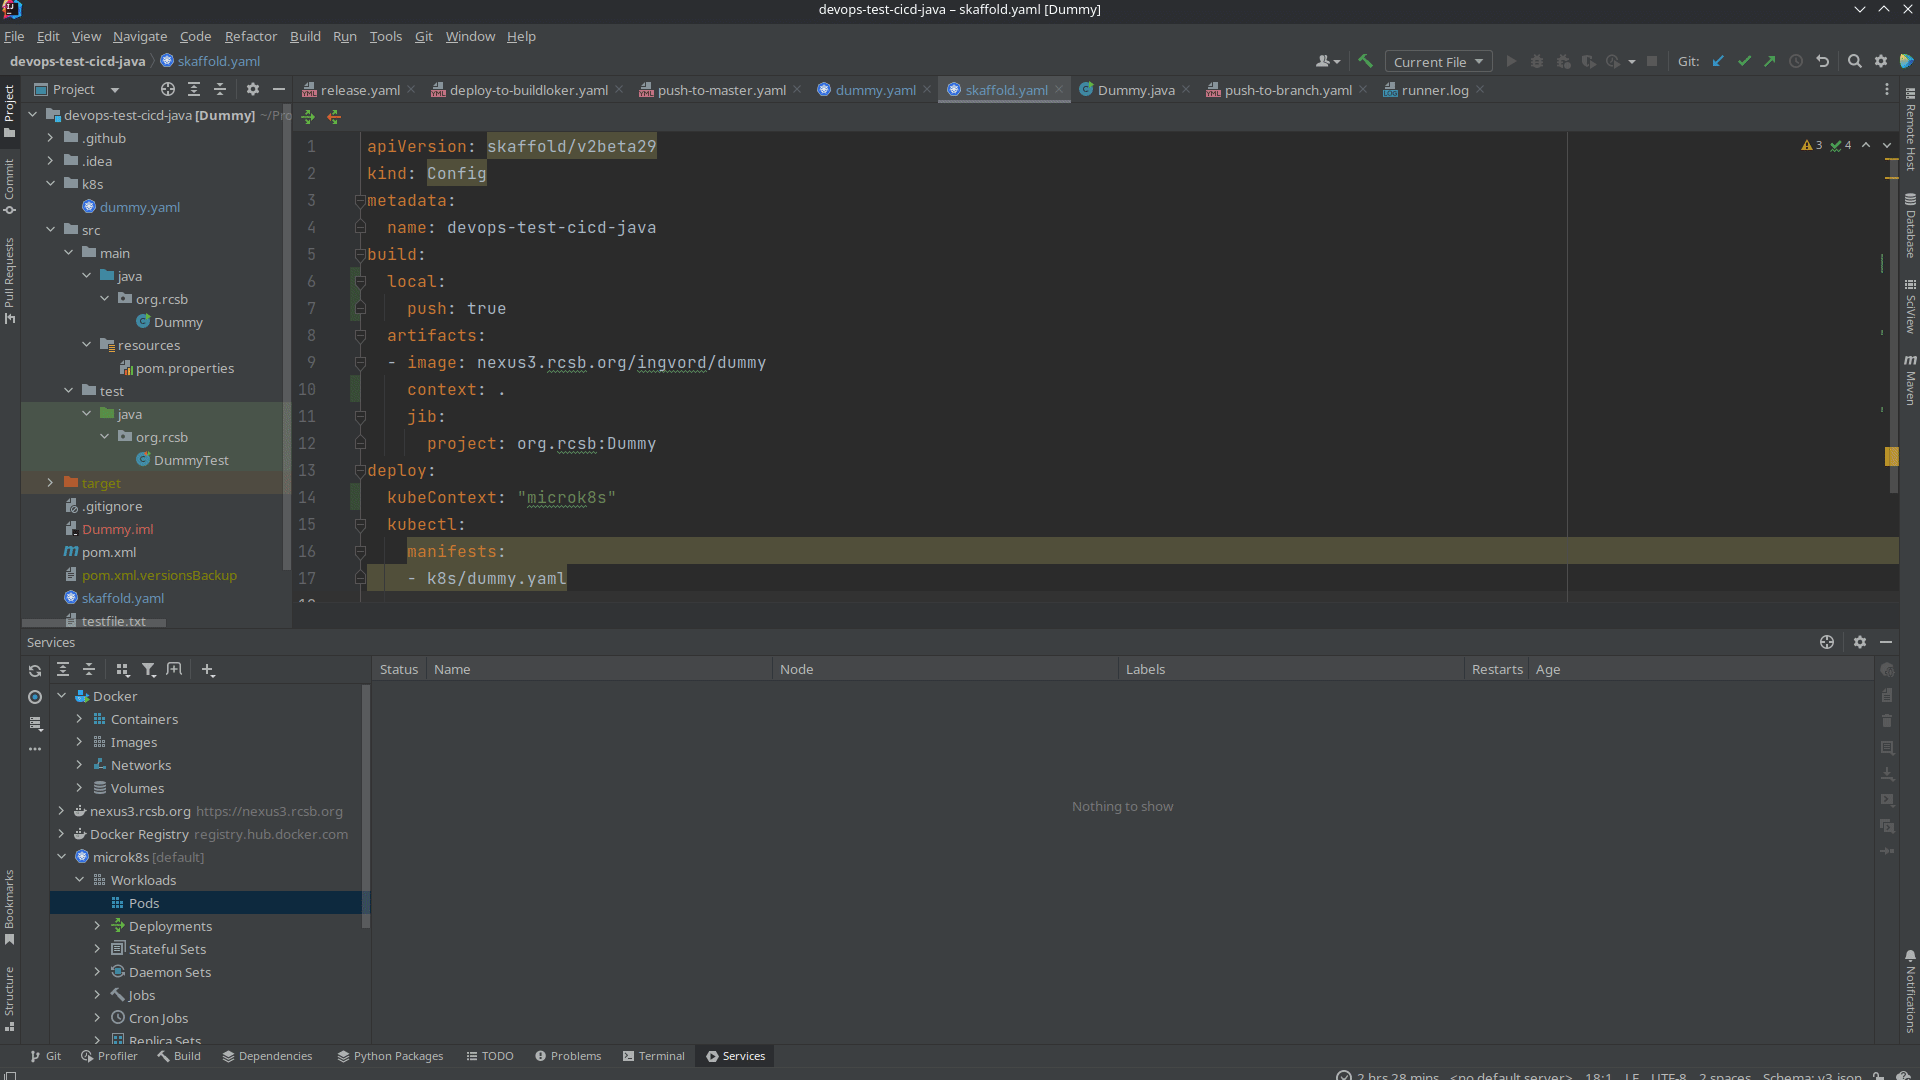 devops-test-cicd-java – skaffold.yaml [Dummy]
File Edit View Navigate Code Refactor Build Run Tools Git Window Help
devops-test-cicd-java skaffold.yaml
Current File
Git:
Project
release.yaml
deploy-to-buildloker.yaml
push-to-master.yaml
dummy.yaml
skaffold.yaml
Dummy.java
push-to-branch.yaml
runner.log
Project
Commit
Pull Requests
Bookmarks
Structure
devops-test-cicd-java [Dummy] ~/Pro
.github
.idea
k8s
dummy.yaml
src
main
java
org.rcsb
Dummy
resources
pom.properties
test
java
org.rcsb
DummyTest
target
.gitignore
Dummy.iml
pom.xml
pom.xml.versionsBackup
skaffold.yaml
testfile.txt
1 apiVersion: skaffold/v2beta29
2 kind: Config
3 metadata:
4 name: devops-test-cicd-java
5 build:
6 local:
7 push: true
8 artifacts:
9 - image: nexus3.rcsb.org/ingvord/dummy
10 context: .
11 jib:
12 project: org.rcsb:Dummy
13 deploy:
14 kubeContext: "microk8s"
15 kubectl:
16 manifests:
17 - k8s/dummy.yaml
3 4
Remote Host
Database
SciView
Maven
Notifications
Services
Docker
Containers
Images
Networks
Volumes
nexus3.rcsb.org https://nexus3.rcsb.org
Docker Registry registry.hub.docker.com
microk8s [default]
Workloads
Pods
Deployments
Stateful Sets
Daemon Sets
Jobs
Cron Jobs
Replica Sets
Status Name Node Labels Restarts Age
Nothing to show
Git Profiler Build Dependencies Python Packages TODO Problems Terminal Services
2 hrs 28 mins <no default server> 18:1 LF UTF-8 2 spaces Schema: v3.json